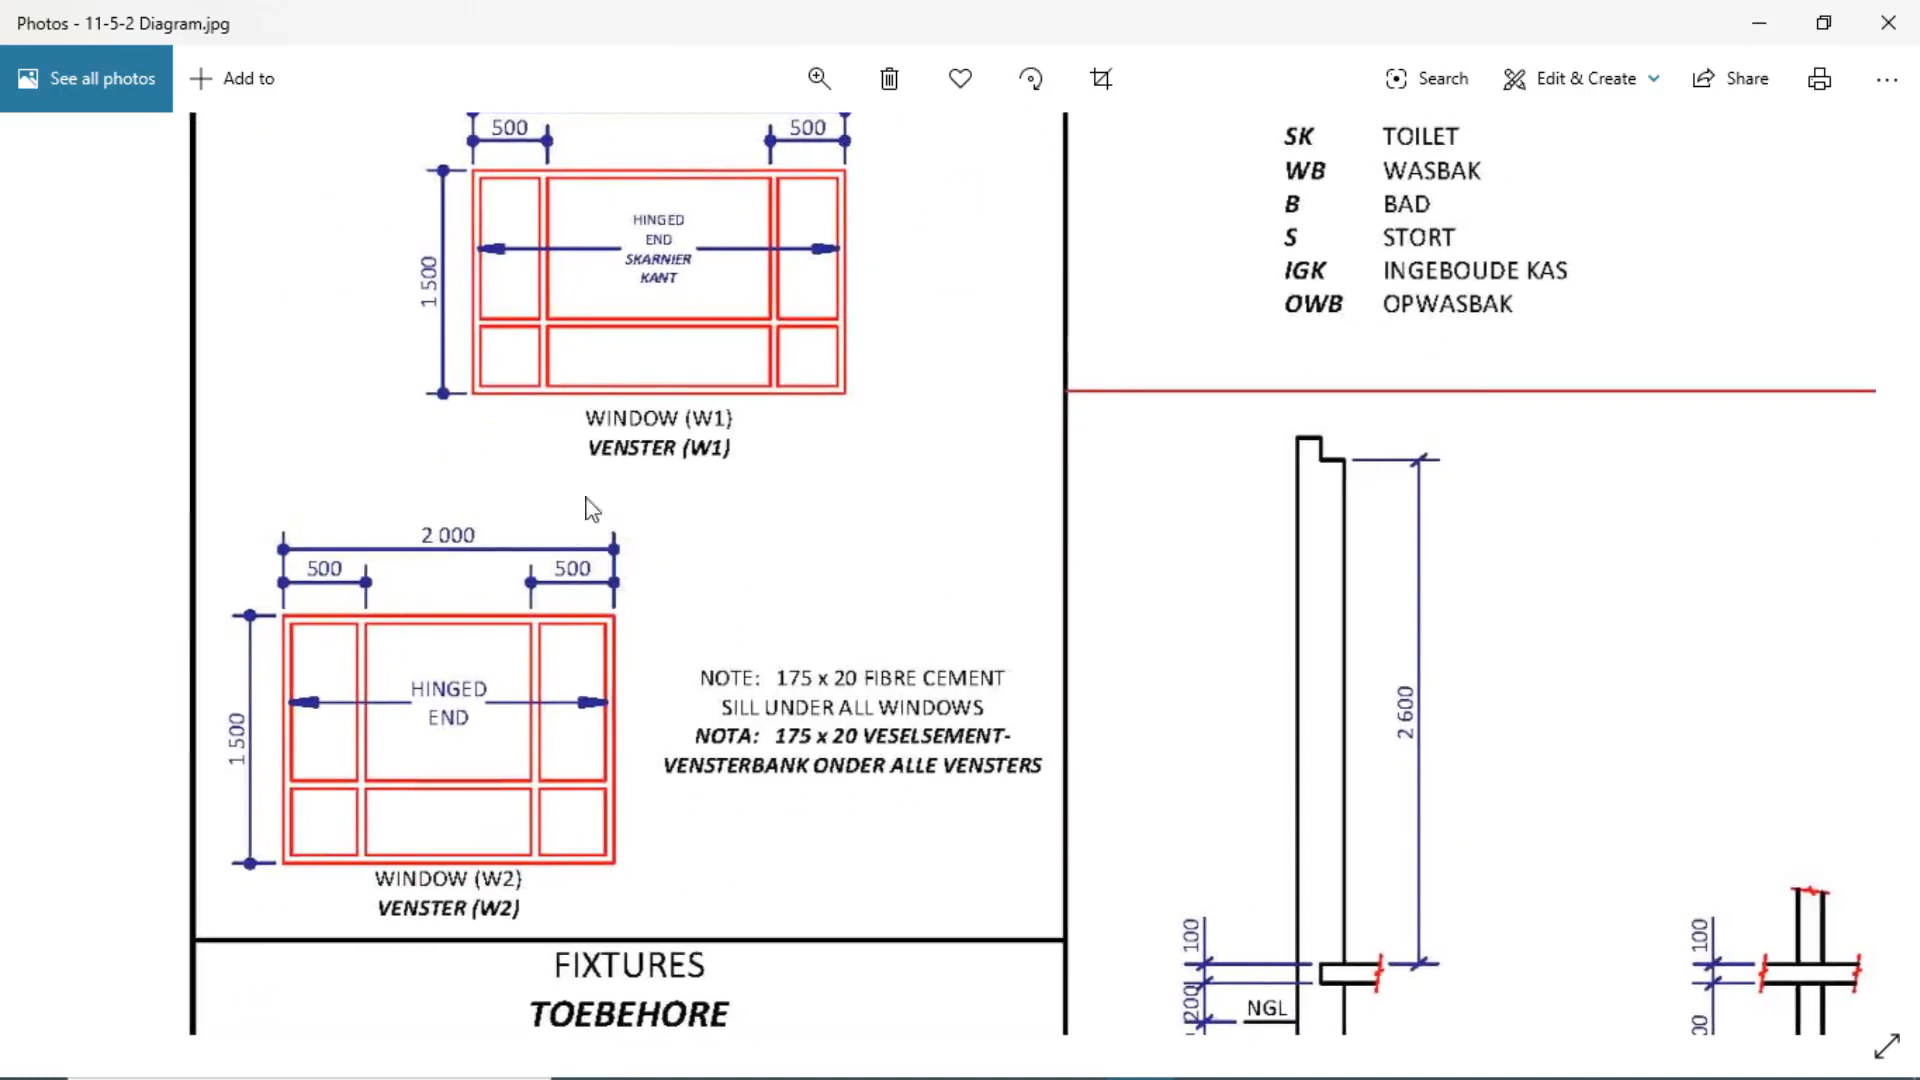 Photos - 11-5-2 Diagram.jpg
See all photos
Add to
Search
Edit & Create
Share
500
500
1 500
HINGED
END
SKARNIER
KANT
WINDOW (W1)
VENSTER (W1)
2 000
500
500
1 500
HINGED
END
WINDOW (W2)
VENSTER (W2)
NOTE: 175 x 20 FIBRE CEMENT
SILL UNDER ALL WINDOWS
NOTA: 175 x 20 VESELSEMENT-
VENSTERBANK ONDER ALLE VENSTERS
FIXTURES
TOEBEHORE
SK TOILET
WB WASBAK
B BAD
S STORT
IGK INGEBOUDE KAS
OWB OPWASBAK
2 600
100
200
NGL
100